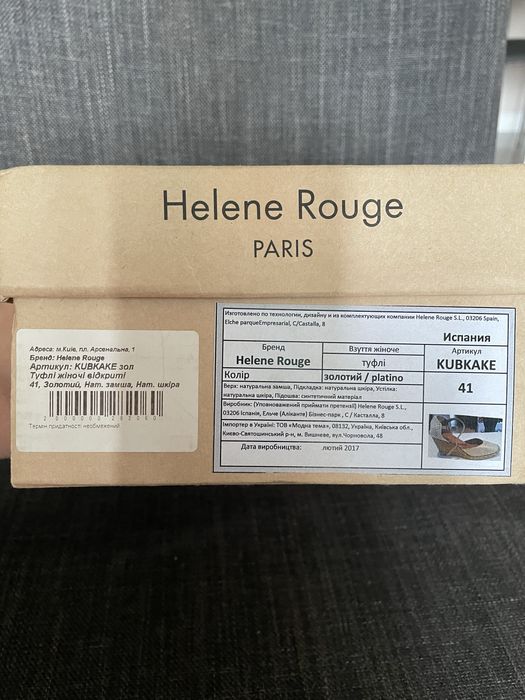 Helene Rouge
PARIS
Адреса: м.Київ, пл. Арсенальна, 1
Бренд: Helene Rouge
Артикул: KUBKAKE зол
Туфлі жіночі відкриті
41, Золотий, Нат. замша, Нат. шкіра
Термін придатності необмежений
Изготовлено по технологии, дизайну и из комплектующих компании Helene Rouge S.L., 03206 Spain,
Elche parqueEmpresarial, C/Castalla, 8
Испания
Бренд
Взуття жіноче
Артикул
Helene Rouge
туфлі
KUBKAKE
Колір
золотий / platino
41
Верх: натуральна замша, Підкладка: натуральна шкіра, Устілка:
натуральна шкіра, Підошва: синтетичний матеріал
Виробник: (Уповноважений приймати претензії) Helene Rouge S.L.,
03206 Іспанія, Ельче (Аліканте) Бізнес-парк , С / Касталла, 8
Імпортер в Україні: ТОВ «Модна тема», 08132, Україна, Київська обл.,
Києво-Святошинський р-н, м. Вишневе, вул.Чорновола, 48
Дата виробництва:
лютий 2017